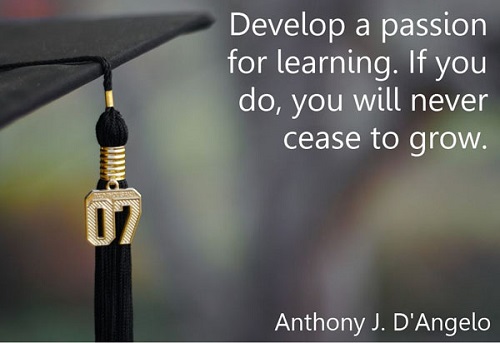 Develop a passion
for learning. If you
do, you will never
cease to grow.
07
Anthony J. D'Angelo